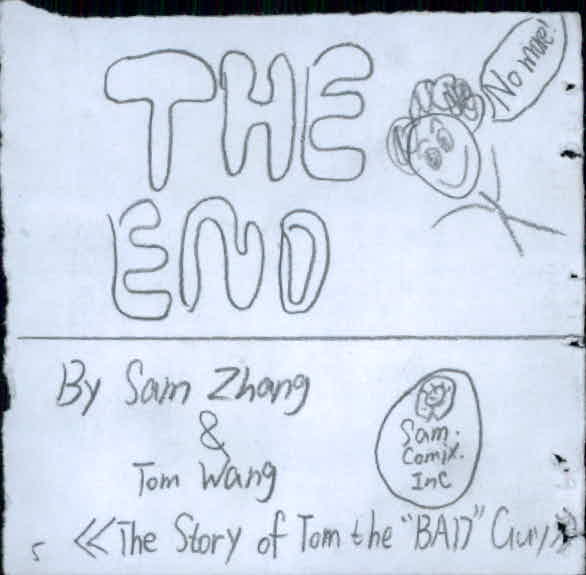 THE
No more!
END
By Sam Zhang
&
Tom Wang
Sam.
Comix.
Inc
5 《The Story of Tom the "BAD" Guy》